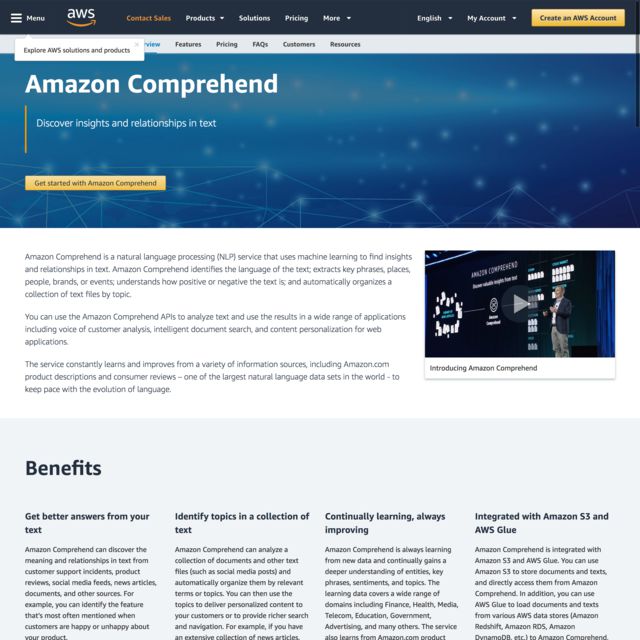 Menu
aws
Contact Sales
Products
Solutions
Pricing
More
English
My Account
Create an AWS Account
Explore AWS solutions and products
rview
Features
Pricing
FAQs
Customers
Resources
Amazon Comprehend
Discover insights and relationships in text
Get started with Amazon Comprehend
Amazon Comprehend is a natural language processing (NLP) service that uses machine learning to find insights
and relationships in text. Amazon Comprehend identifies the language of the text; extracts key phrases, places,
people, brands, or events; understands how positive or negative the text is; and automatically organizes a
collection of text files by topic.
You can use the Amazon Comprehend APIs to analyze text and use the results in a wide range of applications
including voice of customer analysis, intelligent document search, and content personalization for web
applications.
The service constantly learns and improves from a variety of information sources, including Amazon.com
product descriptions and consumer reviews – one of the largest natural language data sets in the world - to
keep pace with the evolution of language.
AMAZON COMPREHEND
Discover valuable insights from text
Introducing Amazon Comprehend
Benefits
Get better answers from your
text
Amazon Comprehend can discover the
meaning and relationships in text from
customer support incidents, product
reviews, social media feeds, news articles,
documents, and other sources. For
example, you can identify the feature
that's most often mentioned when
customers are happy or unhappy about
your product.
Identify topics in a collection of
text
Amazon Comprehend can analyze a
collection of documents and other text
files (such as social media posts) and
automatically organize them by relevant
terms or topics. You can then use the
topics to deliver personalized content to
your customers or to provide richer search
and navigation. For example, if you have
an extensive collection of news articles,
Continually learning, always
improving
Amazon Comprehend is always learning
from new data and continually gains a
deeper understanding of entities, key
phrases, sentiments, and topics. The
learning data covers a wide range of
domains including Finance, Health, Media,
Telecom, Education, Government,
Advertising, and many others. The service
also learns from Amazon.com product
Integrated with Amazon S3 and
AWS Glue
Amazon Comprehend is integrated with
Amazon S3 and AWS Glue. You can use
Amazon S3 to store documents and texts,
and directly access them from Amazon
Comprehend. In addition, you can use
AWS Glue to load documents and texts
from various AWS data stores (Amazon
Redshift, Amazon RDS, Amazon
DynamoDB, etc.) to Amazon Comprehend.